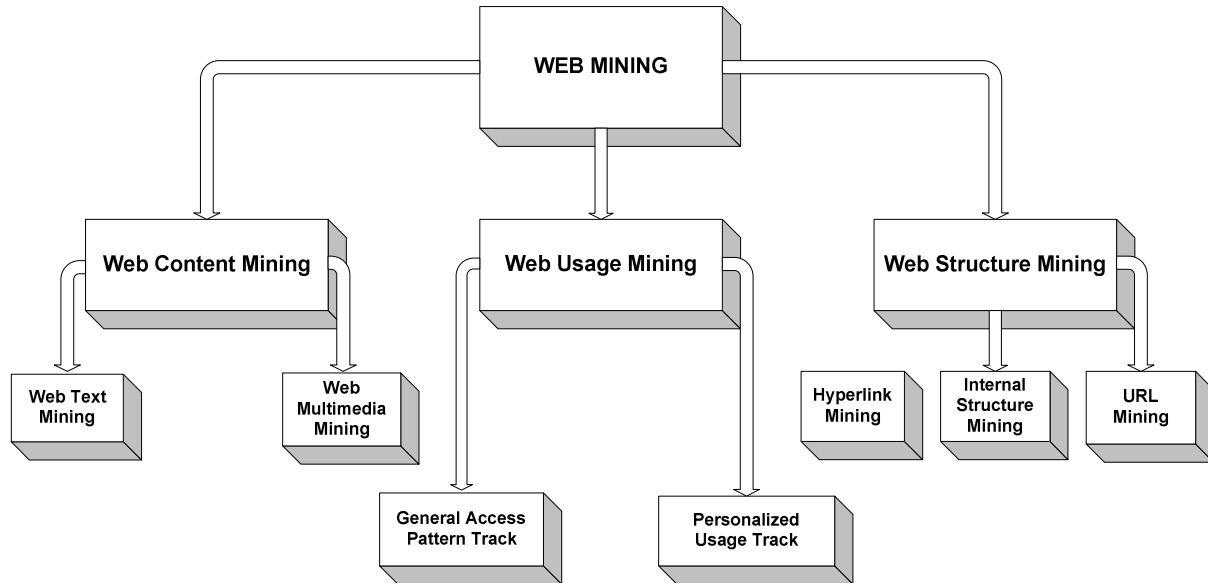 WEB MINING
Web Content Mining
Web Usage Mining
Web Structure Mining
Web Text
Mining
Web
Multimedia
Mining
Hyperlink
Mining
Internal
Structure
Mining
URL
Mining
General Access
Pattern Track
Personalized
Usage Track